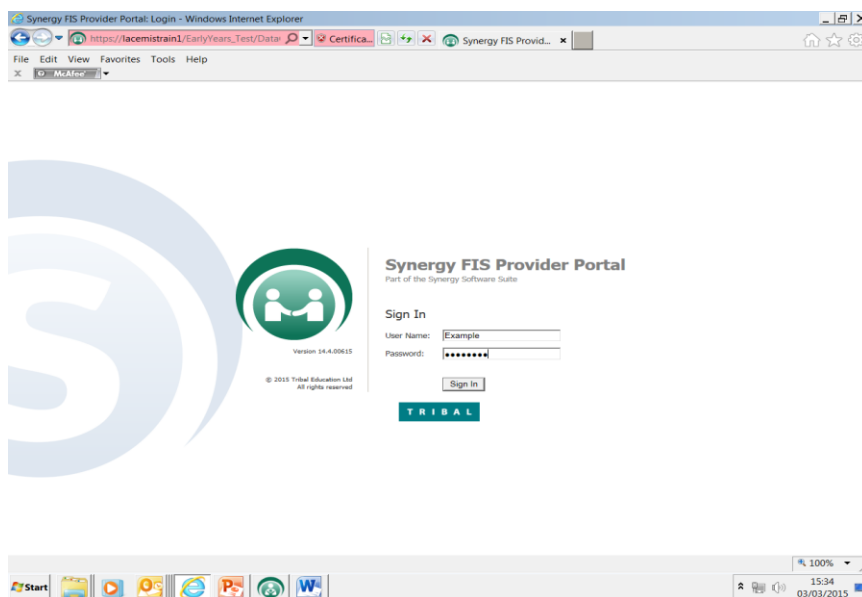 Synergy FIS Provider Portal: Login - Windows Internet Explorer
https://lacemistrain1/EarlyYears_Test/Data Certifica... Synergy FIS Provid...
File Edit View Favorites Tools Help
McAfee
Synergy FIS Provider Portal
Part of the Synergy Software Suite
Sign In
User Name: Example
Version 14.4.00615
Password: ••••••••
© 2015 Tribal Education Ltd
All rights reserved
Sign In
TRIBAL
100%
Start
15:34
03/03/2015